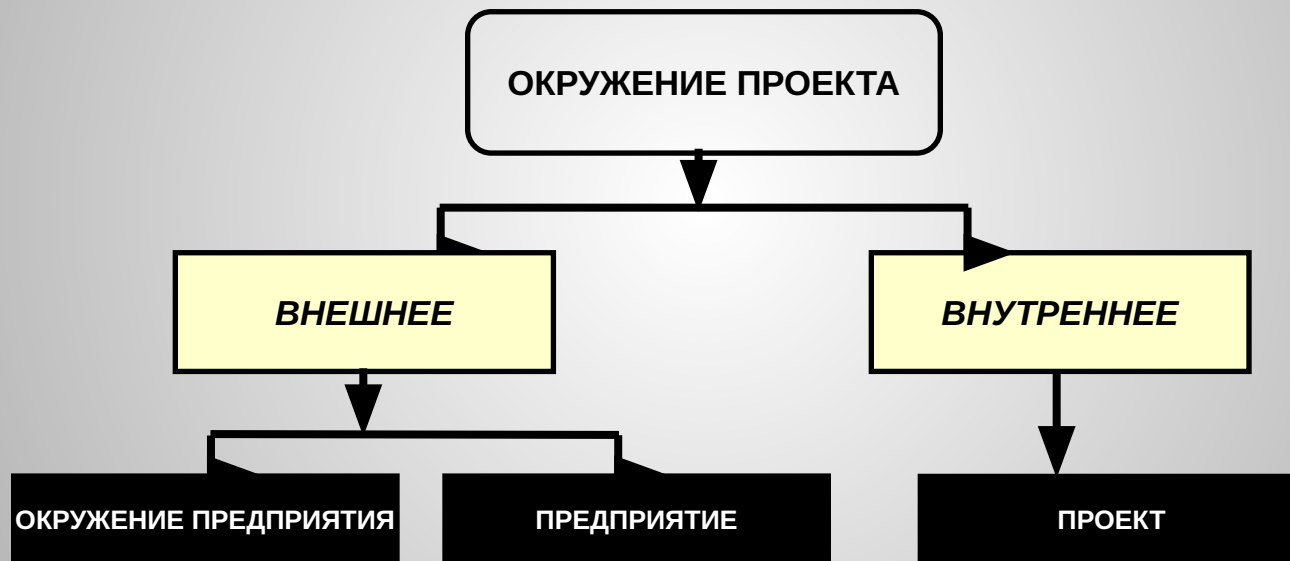 ОКРУЖЕНИЕ ПРОЕКТА
ВНЕШНЕЕ
ВНУТРЕННЕЕ
ОКРУЖЕНИЕ ПРЕДПРИЯТИЯ
ПРЕДПРИЯТИЕ
ПРОЕКТ